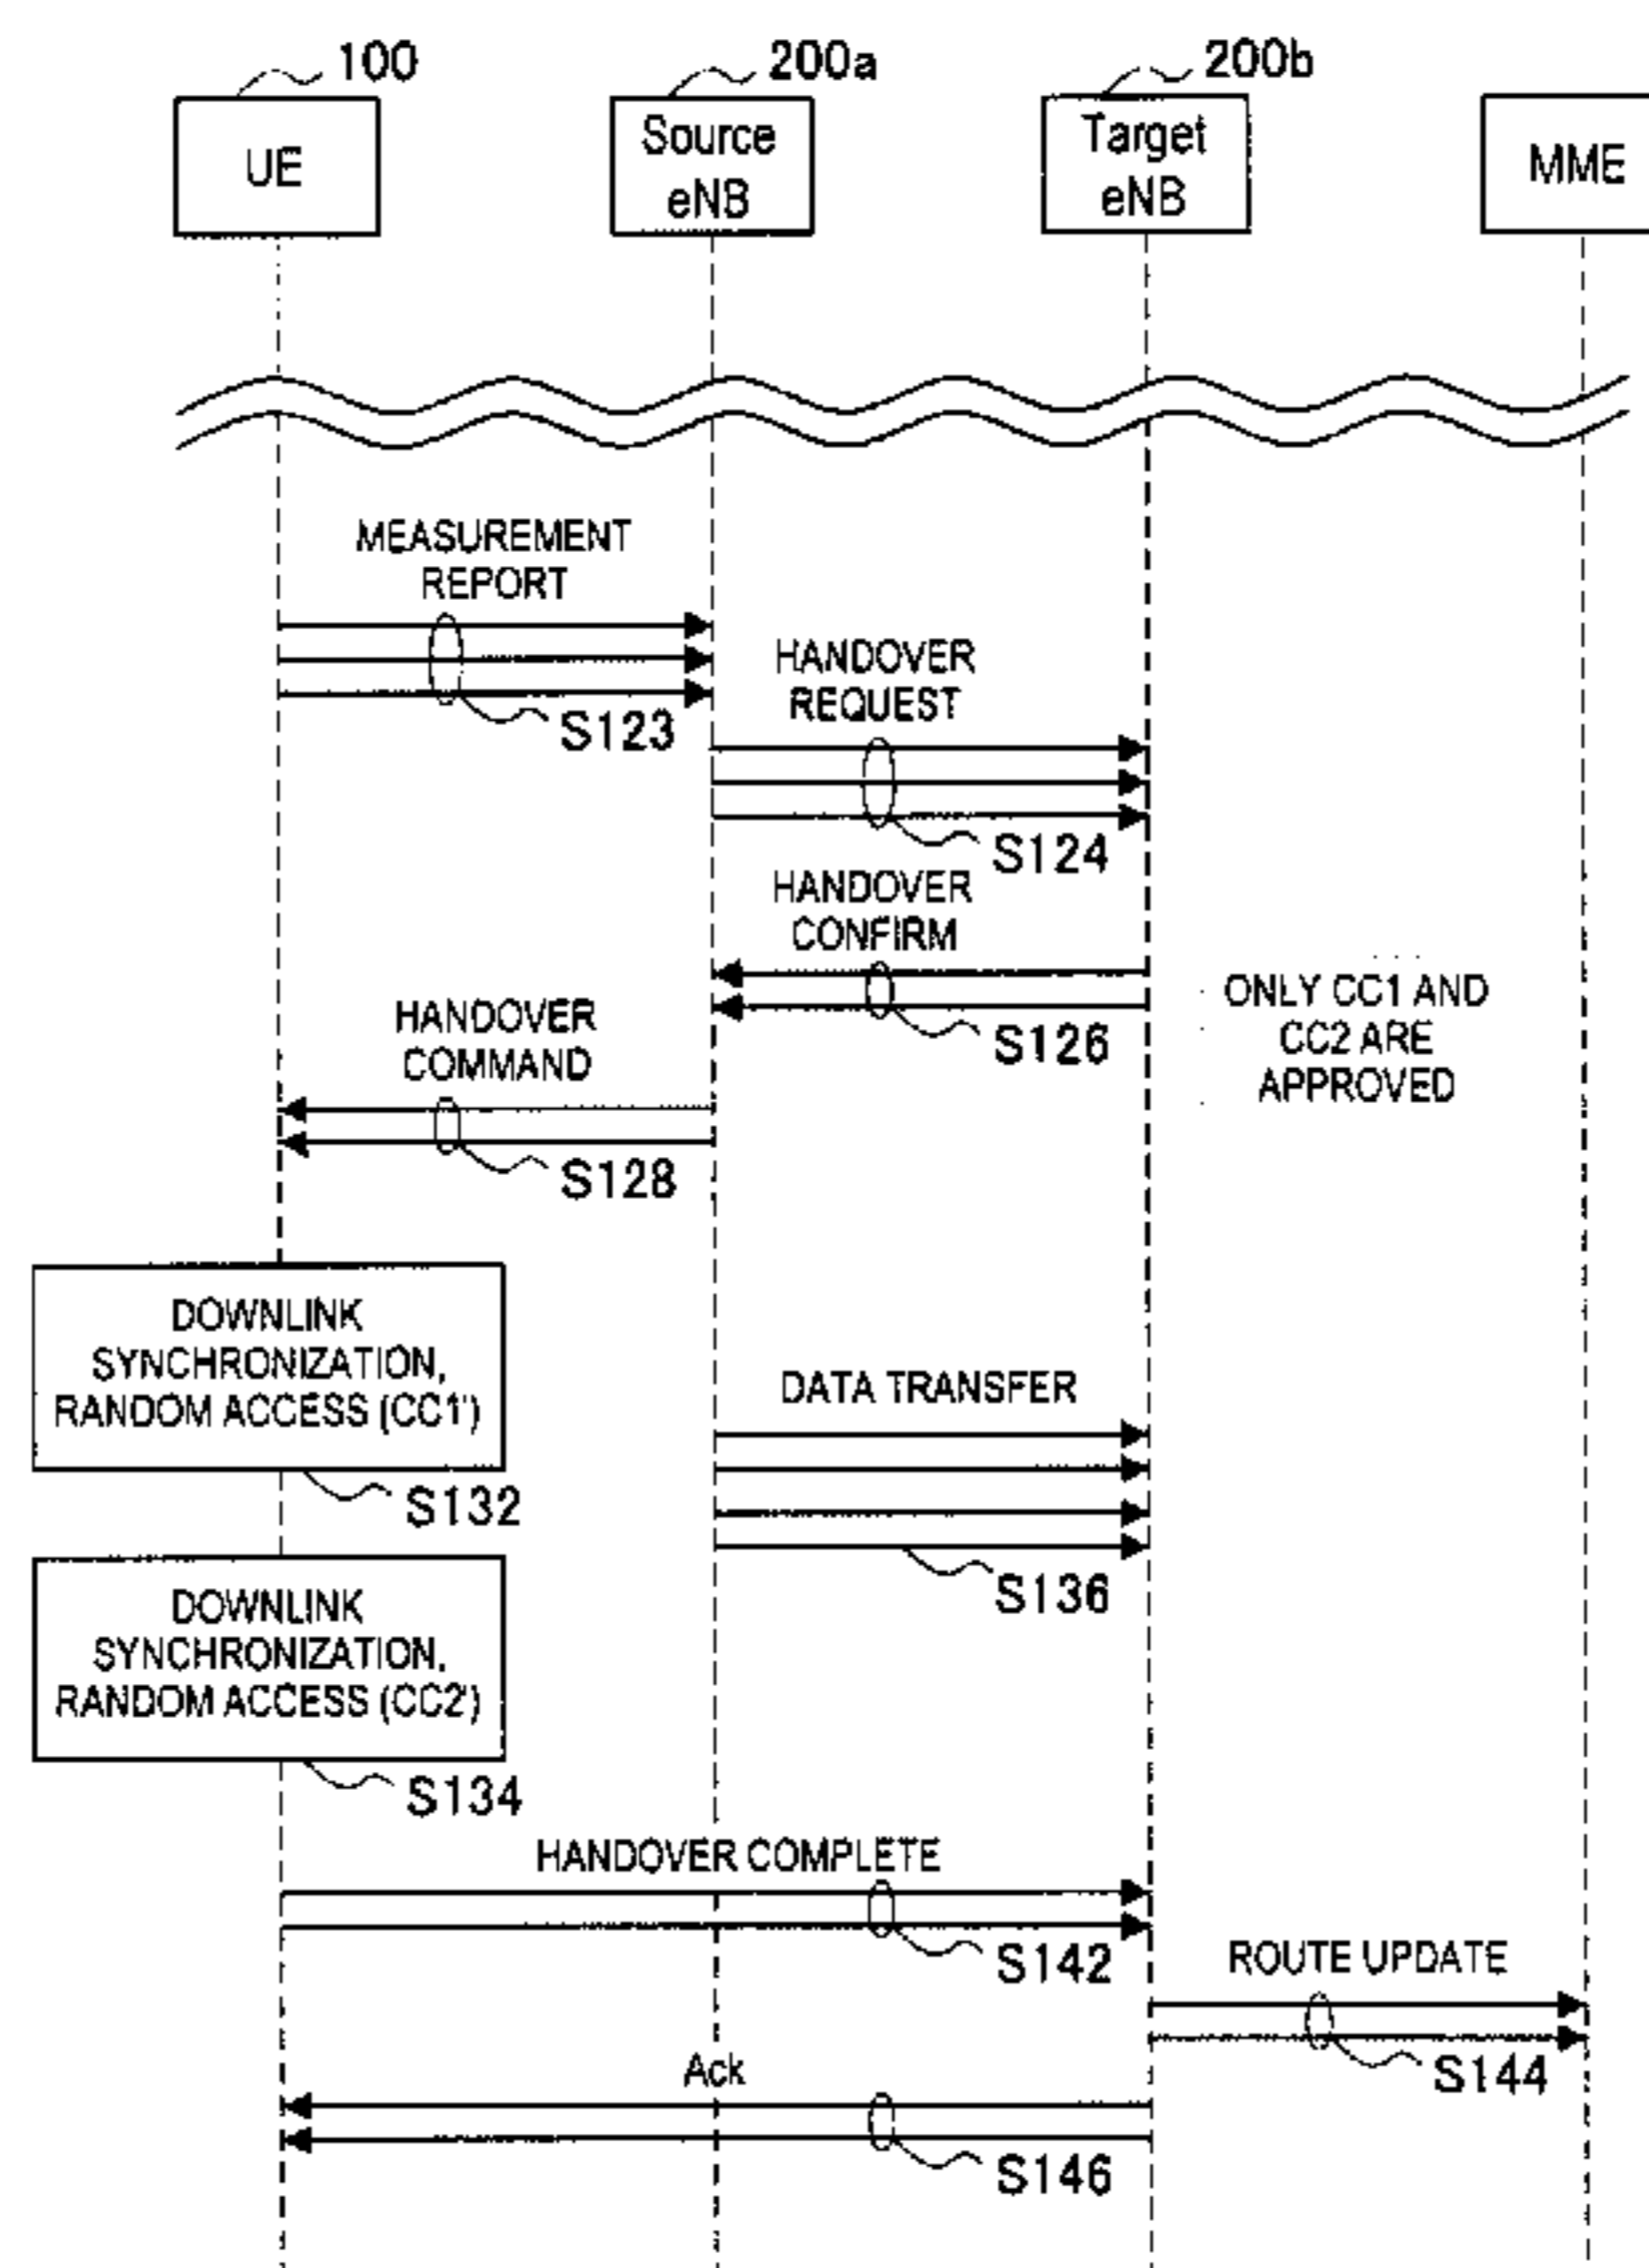 100
200a
200b
UE
Source
eNB
Target
eNB
MME
MEASUREMENT
REPORT
S123
HANDOVER
REQUEST
S124
HANDOVER
CONFIRM
S126
ONLY CC1 AND
CC2 ARE
APPROVED
HANDOVER
COMMAND
S128
DOWNLINK
SYNCHRONIZATION,
RANDOM ACCESS (CC1')
S132
DATA TRANSFER
S136
DOWNLINK
SYNCHRONIZATION,
RANDOM ACCESS (CC2')
S134
HANDOVER COMPLETE
S142
ROUTE UPDATE
S144
Ack
S146